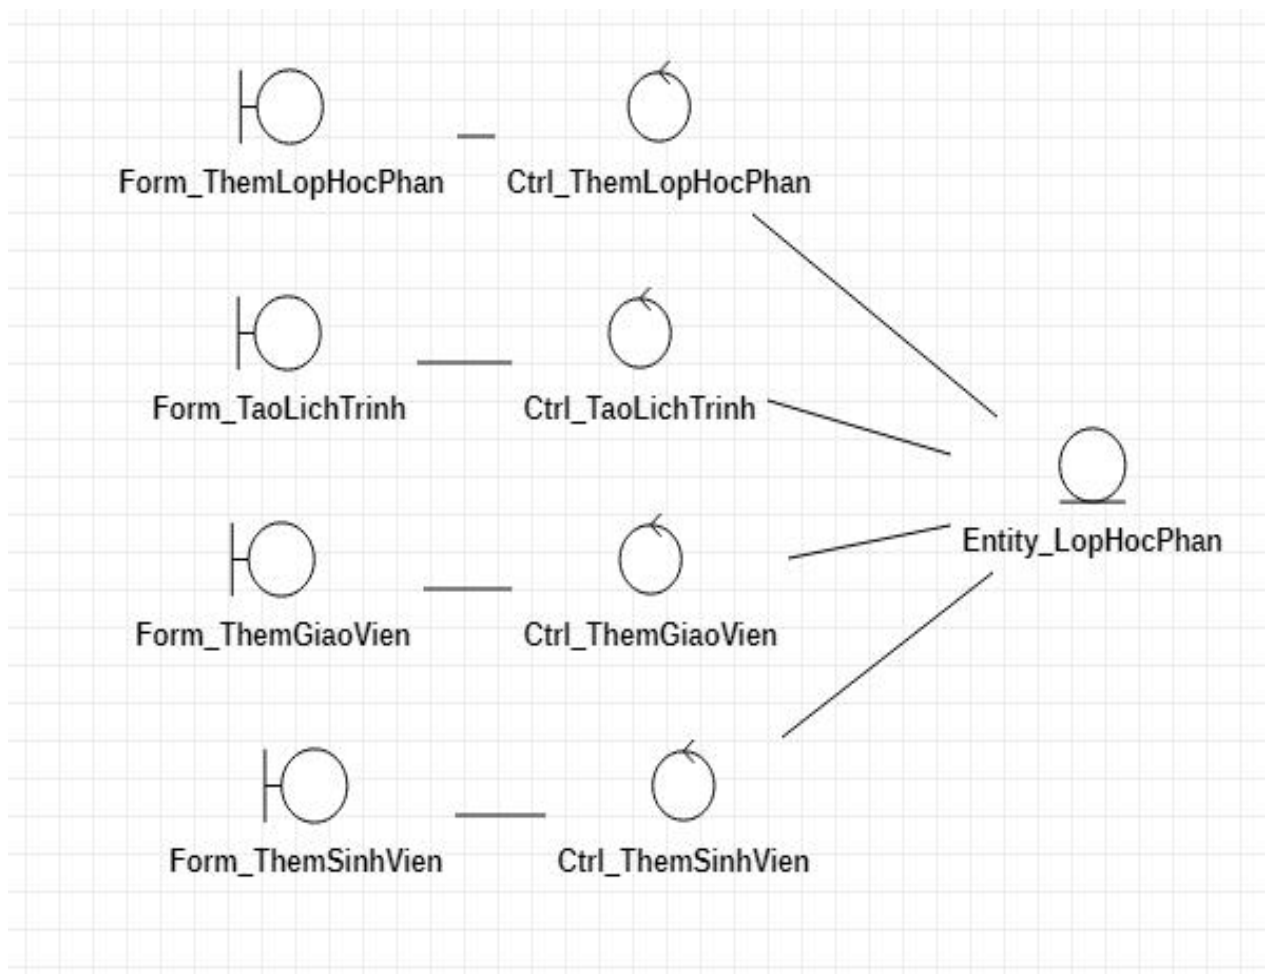 Form_ThemLopHocPhan
Ctrl_ThemLopHocPhan
Form_TaoLichTrinh
Ctrl_TaoLichTrinh
Entity_LopHocPhan
Form_ThemGiaoVien
Ctrl_ThemGiaoVien
Form_ThemSinhVien
Ctrl_ThemSinhVien